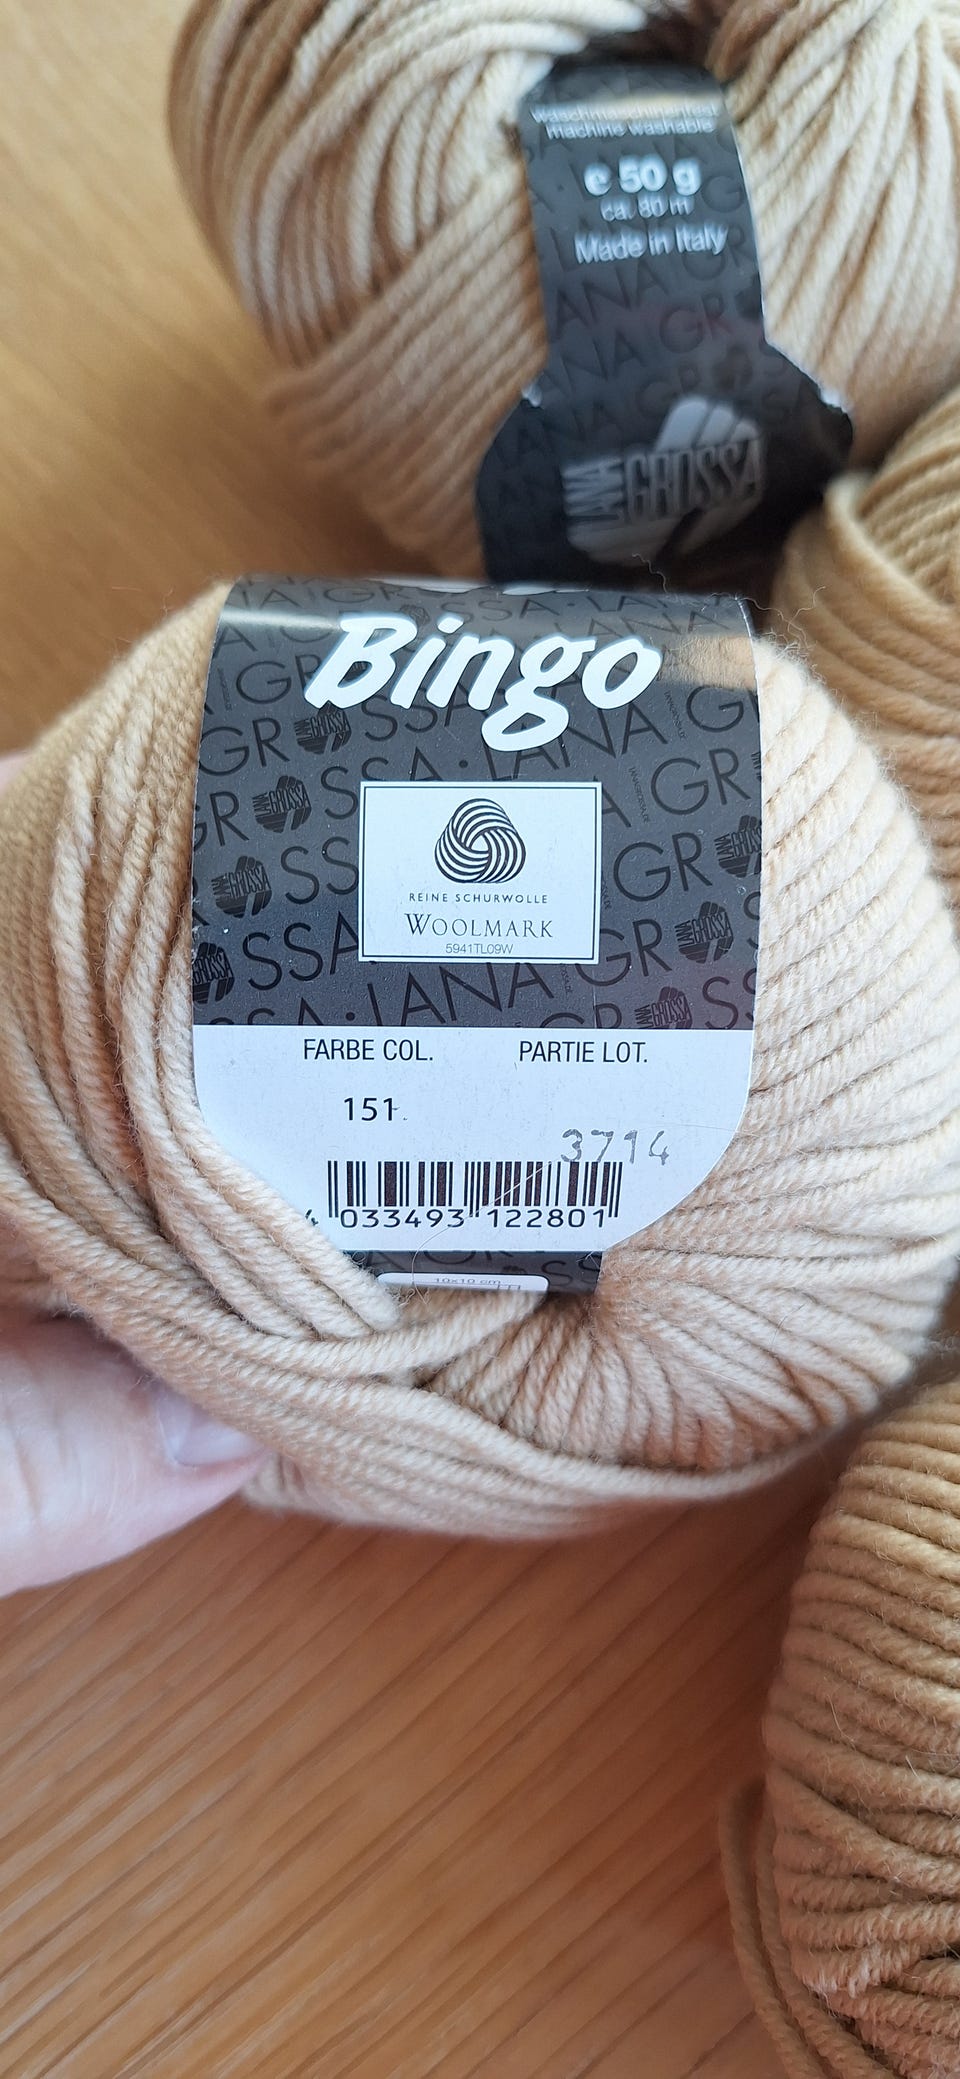 machine washable
e 50 g
ca. 80 m
Made in Italy
LANA GROSSA
Bingo
REINE SCHURWOLLE
WOOLMARK
5941TL09W
FARBE COL. PARTIE LOT.
151
3714
4 033493 122801
10x10 cm